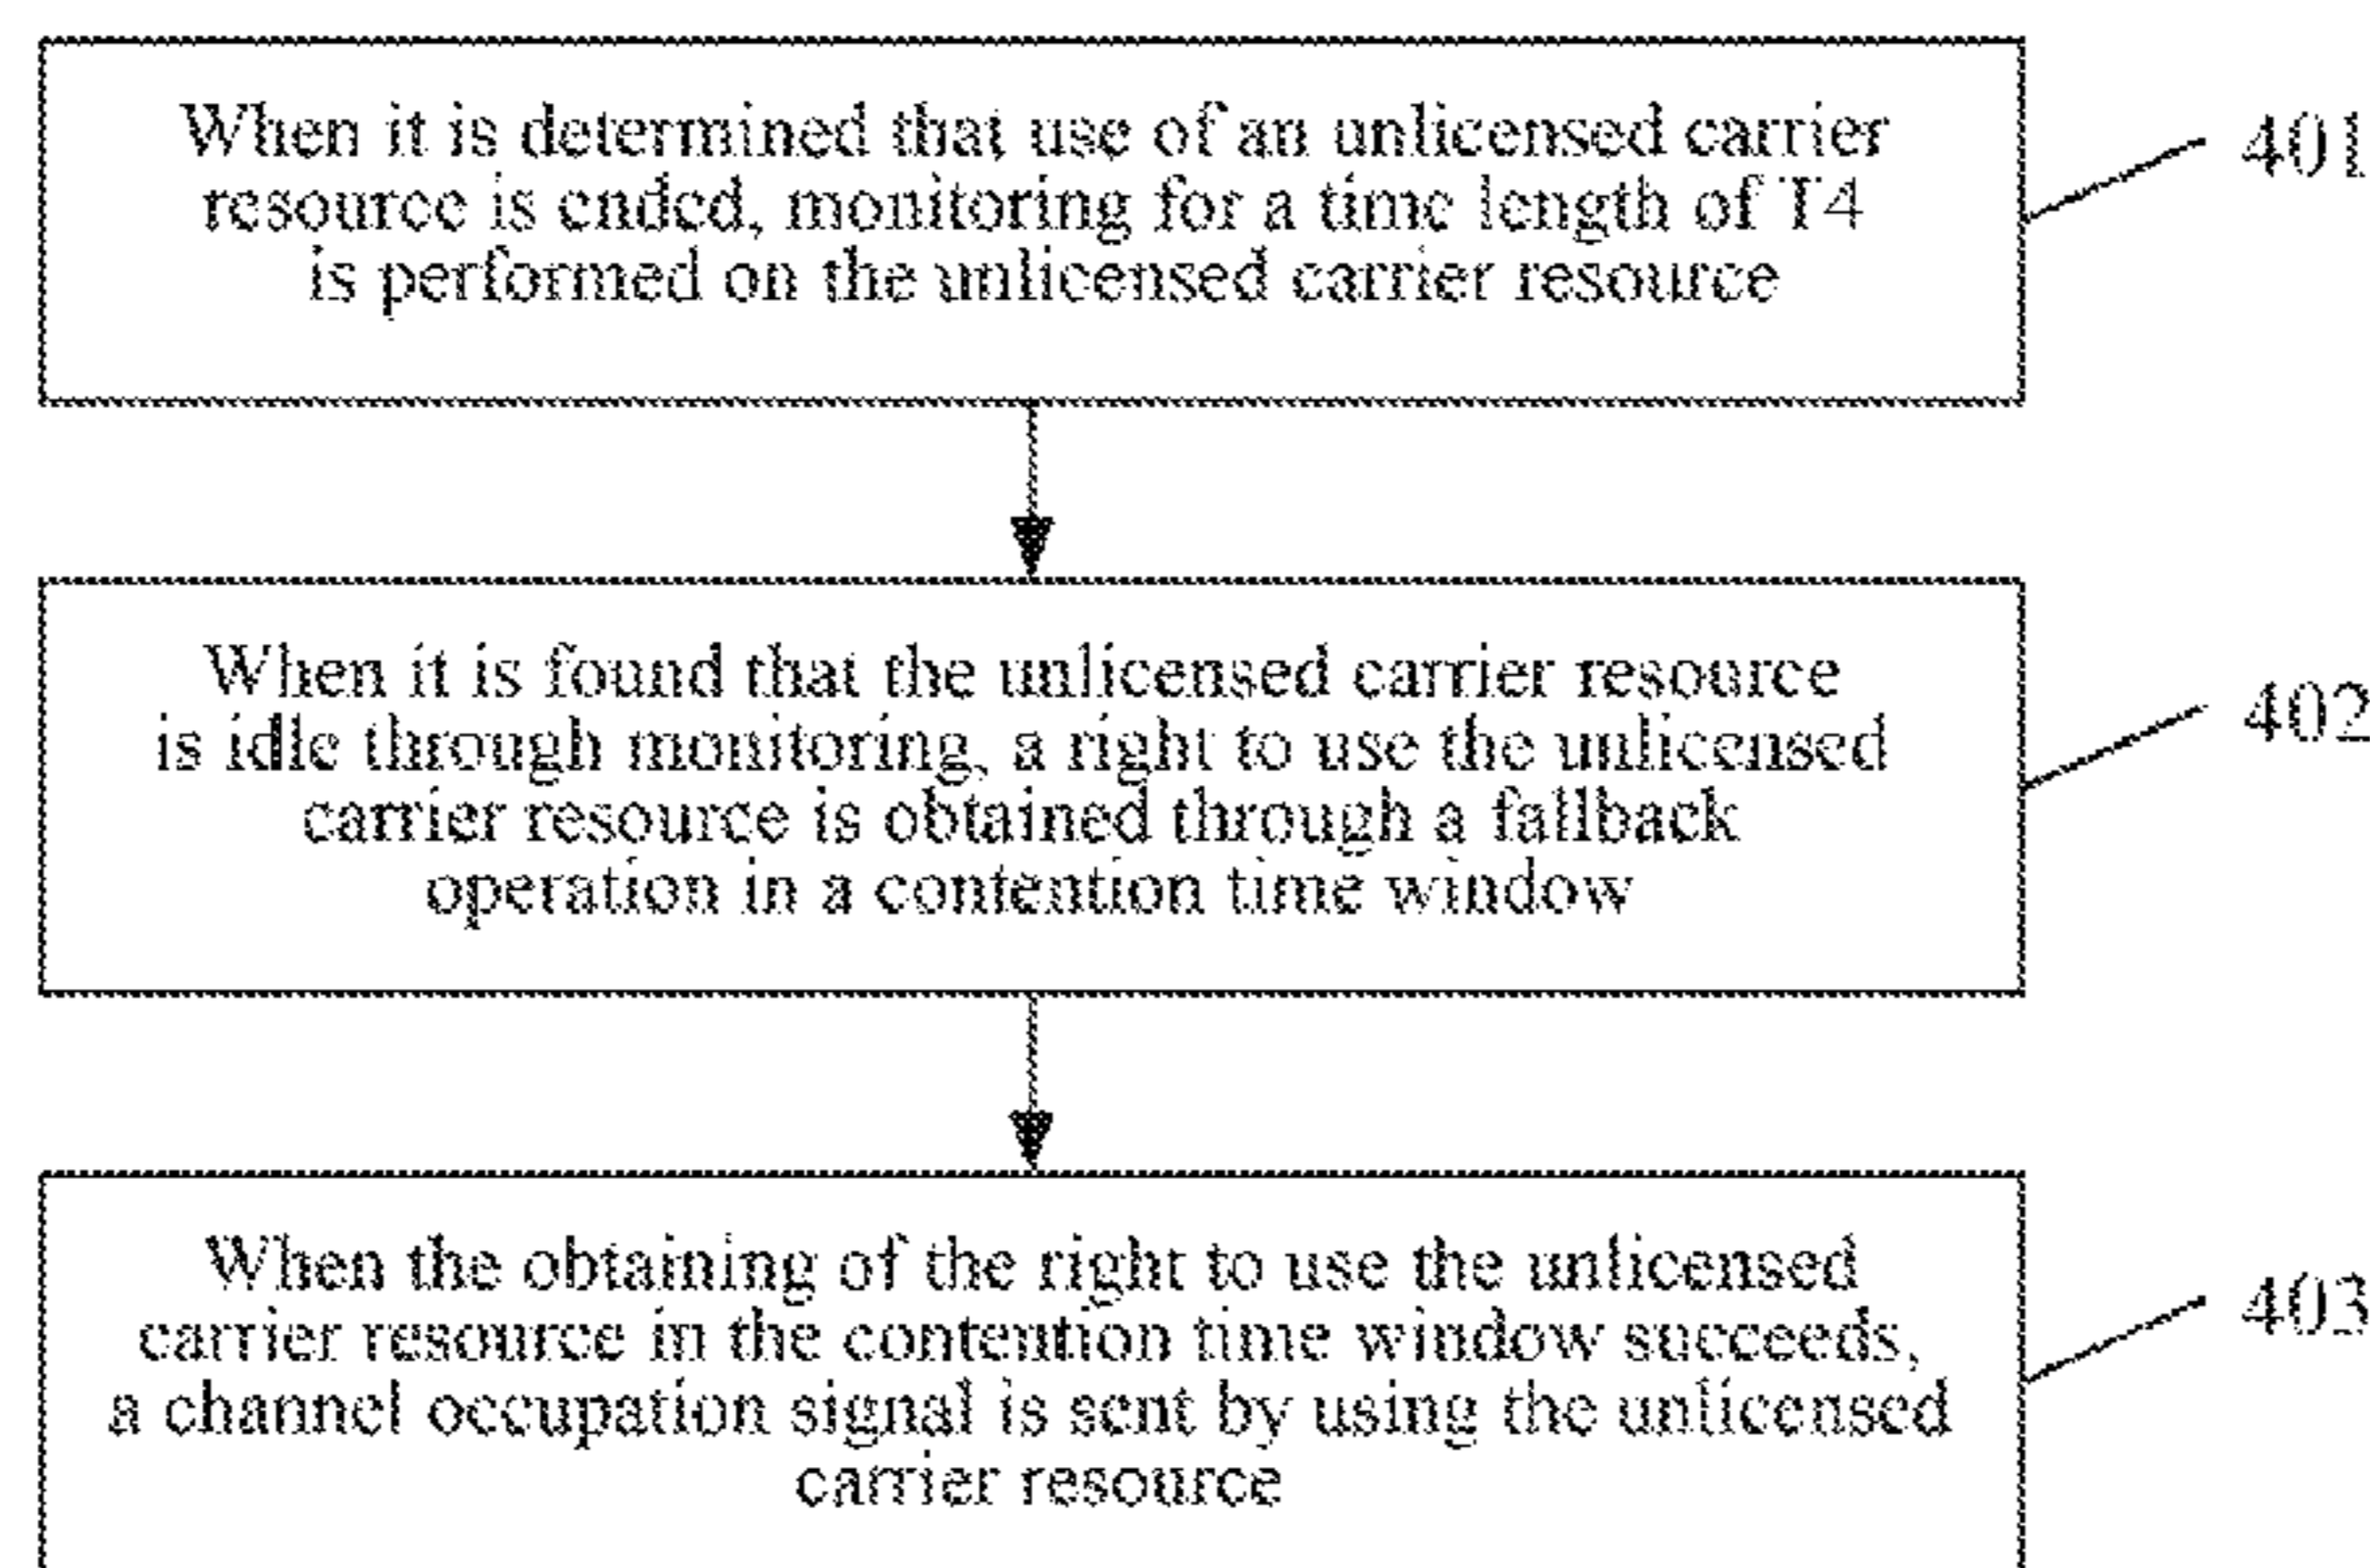 When it is determined that use of an unlicensed carrier
resource is ended, monitoring for a time length of T4
is performed on the unlicensed carrier resource
401
When it is found that the unlicensed carrier resource
is idle through monitoring, a right to use the unlicensed
carrier resource is obtained through a fallback
operation in a contention time window
402
When the obtaining of the right to use the unlicensed
carrier resource in the contention time window succeeds,
a channel occupation signal is sent by using the unlicensed
carrier resource
403